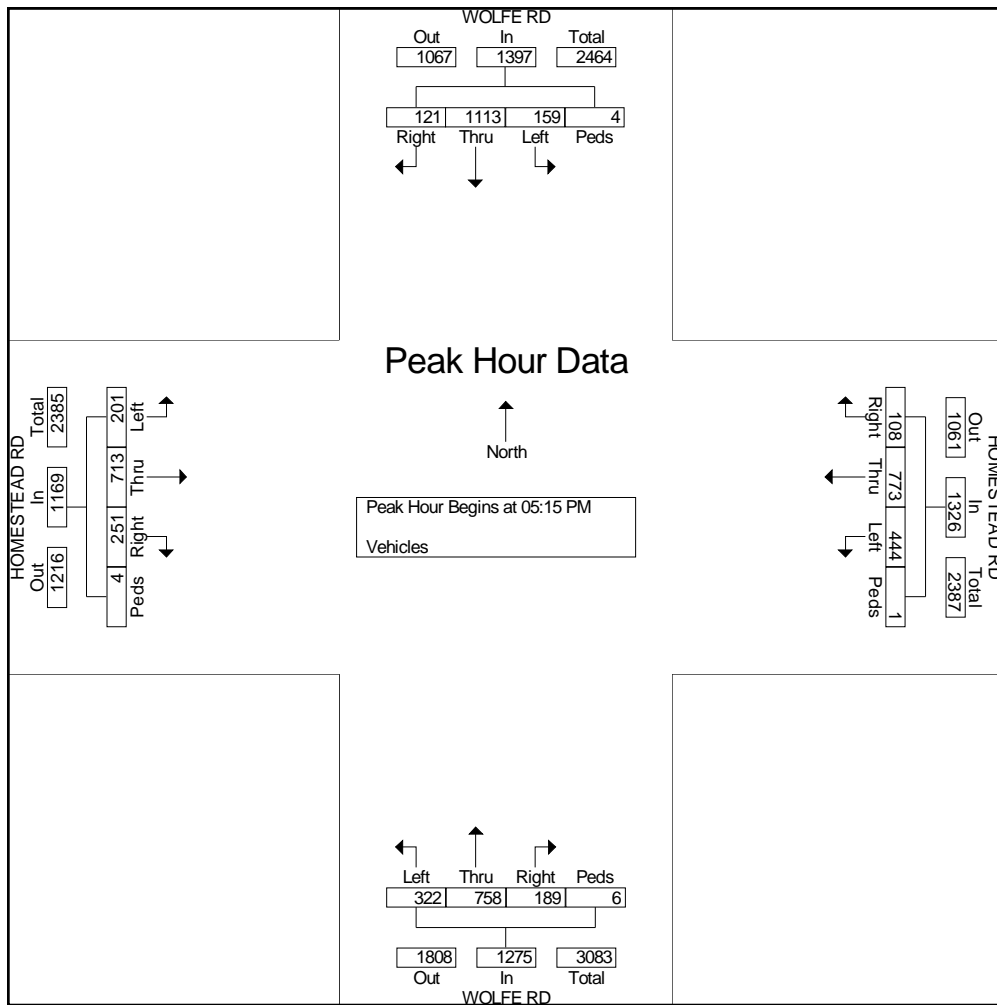 WOLFE RD
Out In Total
1067 1397 2464
121 1113 159 4
Right Thru Left Peds
Peak Hour Data
North
Peak Hour Begins at 05:15 PM
Vehicles
HOMESTEAD RD
Total In Out
2385 1169 1216
201 713 251 4
Left Thru Right Peds
Right Thru Left Peds
108 773 444 1
Out In Total
1061 1326 2387
HOMESTEAD RD
Left Thru Right Peds
322 758 189 6
1808 1275 3083
Out In Total
WOLFE RD